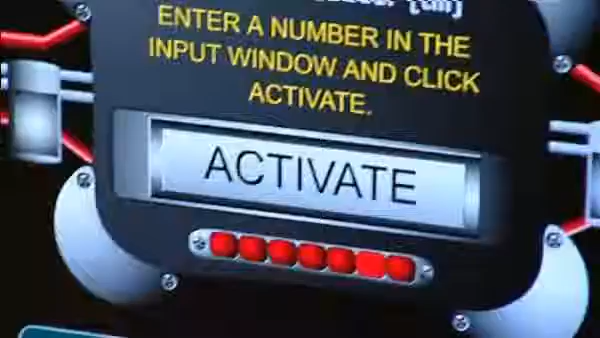 ENTER A NUMBER IN THE
INPUT WINDOW AND CLICK
ACTIVATE.
ACTIVATE